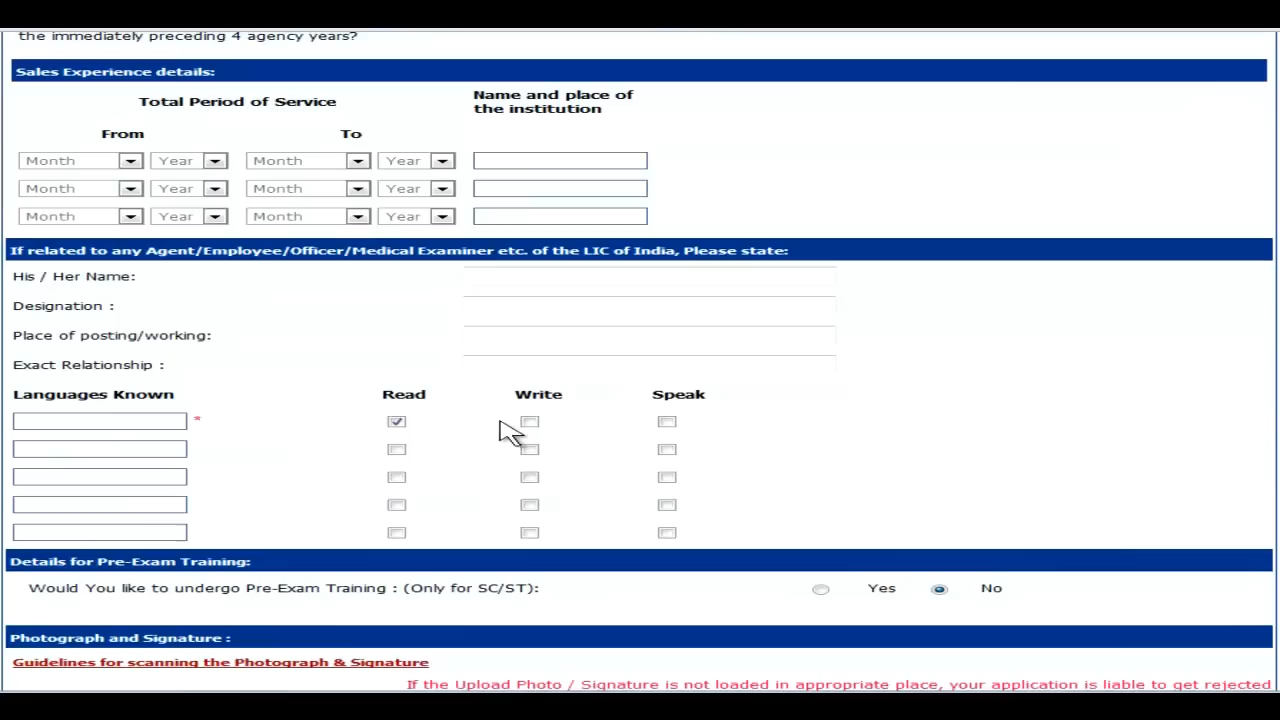 the immediately preceding 4 agency years?
Sales Experience details:
Total Period of Service
Name and place of
the institution
From To
Month Year Month Year
Month Year Month Year
Month Year Month Year
If related to any Agent/Employee/Officer/Medical Examiner etc. of the LIC of India, Please state:
His / Her Name:
Designation :
Place of posting/working:
Exact Relationship :
Languages Known Read Write Speak
*
Details for Pre-Exam Training:
Would You like to undergo Pre-Exam Training : (Only for SC/ST): Yes No
Photograph and Signature :
Guidelines for scanning the Photograph & Signature
If the Upload Photo / Signature is not loaded in appropriate place, your application is liable to get rejected